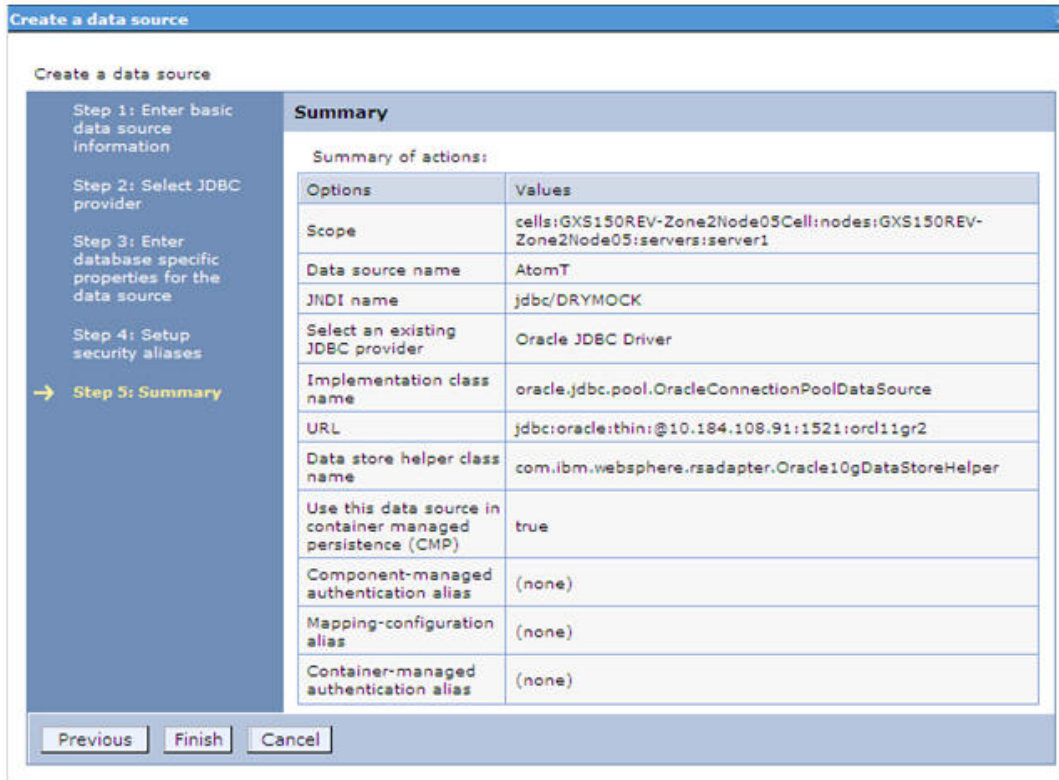 Create a data source
Create a data source
Step 1: Enter basic
data source
information
Step 2: Select JDBC
provider
Step 3: Enter
database specific
properties for the
data source
Step 4: Setup
security aliases
Step 5: Summary
Summary
Summary of actions:
Options Values
Scope cells:GXS150REV-Zone2Node05Cell:nodes:GXS150REV-
Zone2Node05:servers:server1
Data source name AtomT
JNDI name jdbc/DRYMOCK
Select an existing
JDBC provider Oracle JDBC Driver
Implementation class
name oracle.jdbc.pool.OracleConnectionPoolDataSource
URL jdbc:oracle:thin:@10.184.108.91:1521:orcl11gr2
Data store helper class
name com.ibm.websphere.rsadapter.Oracle10gDataStoreHelper
Use this data source in
container managed true
persistence (CMP)
Component-managed
authentication alias (none)
Mapping-configuration
alias (none)
Container-managed
authentication alias (none)
Previous Finish Cancel